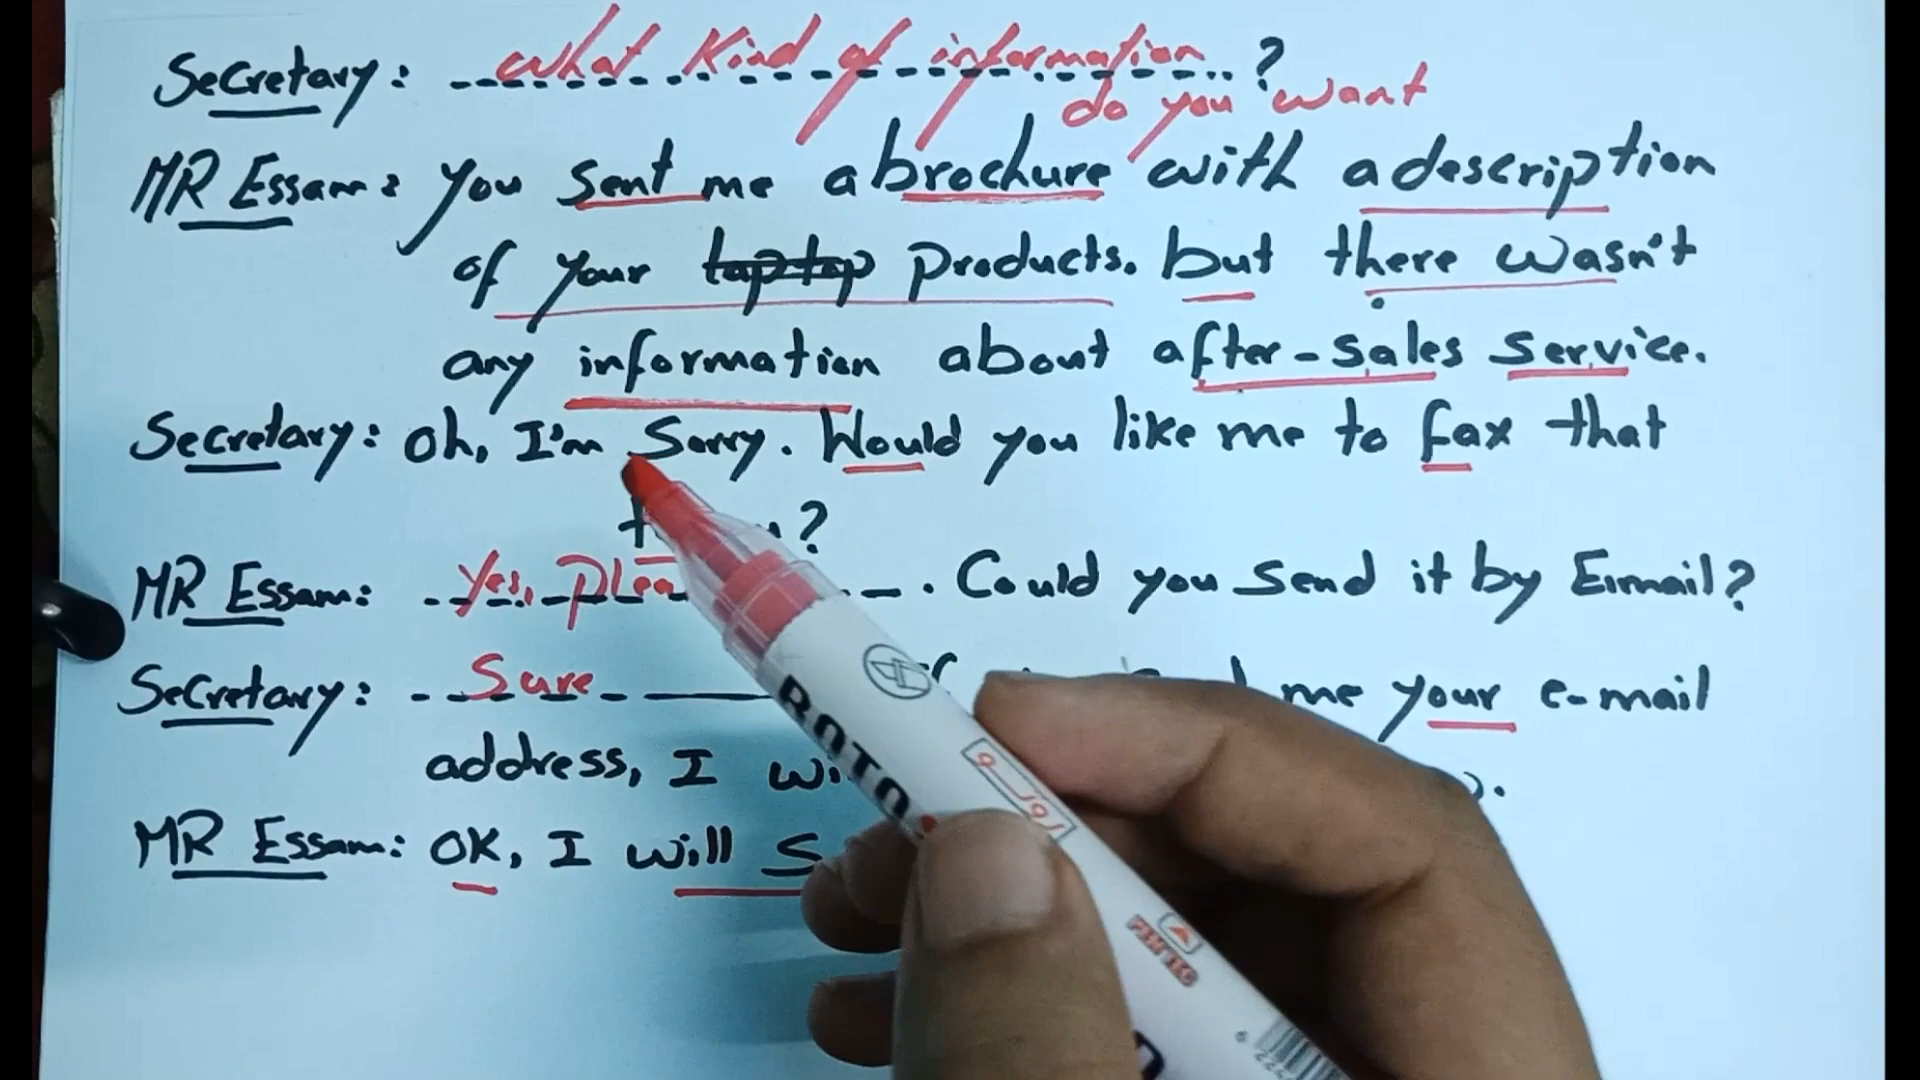 Secretary: What Kind of information ?
do you want
MR Essam: You sent me a brochure with a description
of your laptop products. but there wasn't
any information about after-sales service.
Secretary: Oh, I'm Sorry. Would you like me to fax that
?
MR Essam: Yes, . Could you send it by Email?
Secretary: Sure me your e-mail
address, I
MR Essam: OK, I will
ROTO
روتو